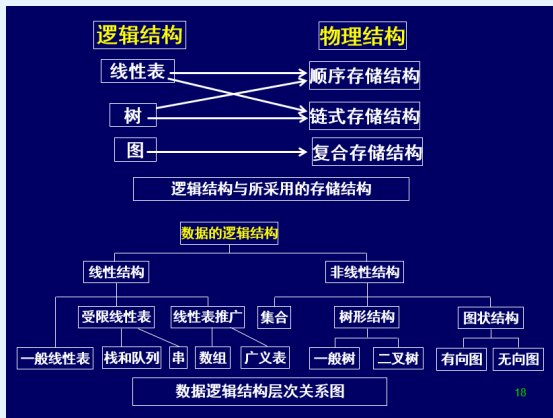 逻辑结构 物理结构
线性表 顺序存储结构
树 链式存储结构
图 复合存储结构
逻辑结构与所采用的存储结构
数据的逻辑结构
线性结构 非线性结构
受限线性表 线性表推广 集合 树形结构 图状结构
一般线性表 栈和队列 串 数组 广义表 一般树 二叉树 有向图 无向图
数据逻辑结构层次关系图 18